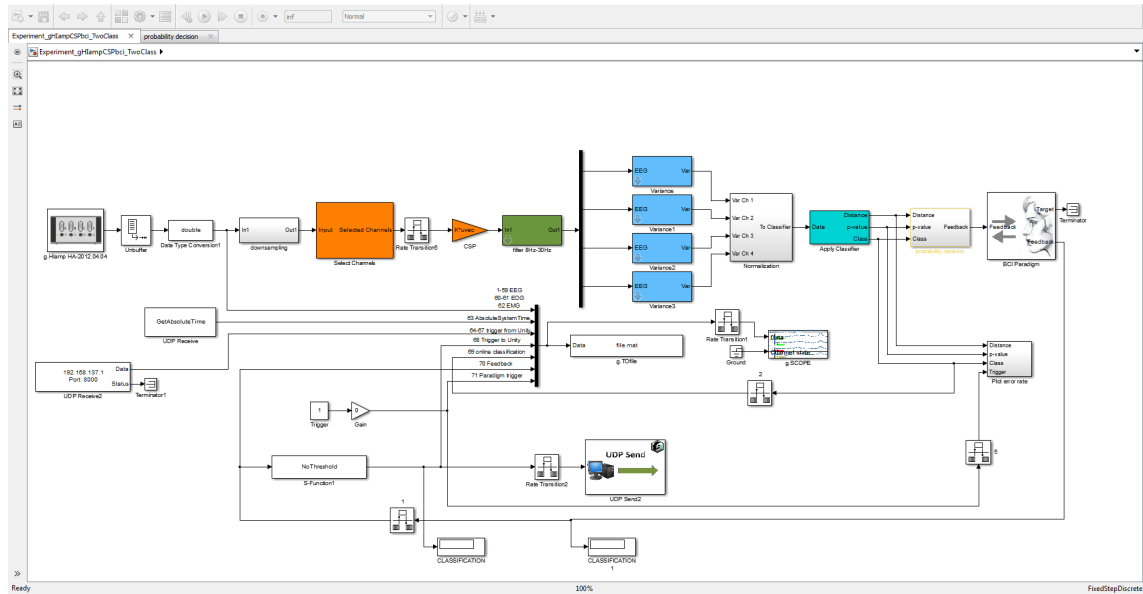 inf
Normal
Experiment_gHIampCSPbci_TwoClass
probability decision
Experiment_gHIampCSPbci_TwoClass
g.HIamp HA-2012.04.04
Unbuffer
double
Data Type Conversion1
In1
Out1
downsampling
Input
Seledted Channels
Select Channels
Rate Transition5
K*uvec
CSP
In1
Out1
filter 8Hz-30Hz
EEG
Var
Variance
EEG
Var
Variance1
EEG
Var
Variance2
EEG
Var
Variance3
Var Ch 1
Var Ch 2
Var Ch 3
Var Ch 4
To Classifier
Normalization
Data
Distance
p-value
Class
Apply Classifier
Distance
p-value
Class
Feedback
probability decision
Feedback
Target
Feedback
BCI Paradigm
Terminator
1-59 EEG
60-61 EOG
62 EMG
63 AbsoluteSystemTime
64-67 trigger from Unity
68 Trigger to Unity
69 online classification
70 Feedback
71 Paradigm trigger
GetAbsoluteTime
UDP Receive
192.168.137.1
Port: 8000
Data
Status
UDP Receive2
Terminator1
Data
file mat
g.TOfile
Rate Transition1
Ground
Data
Channel state
g.SCOPE
Distance
p-value
Class
Trigger
Plot error rate
2
1
Trigger
0
Gain
5
NoThreshold
S-Function1
Rate Transition2
UDP Send
UDP Send2
1
CLASSIFICATION
CLASSIFICATION
1
Ready
100%
FixedStepDiscrete